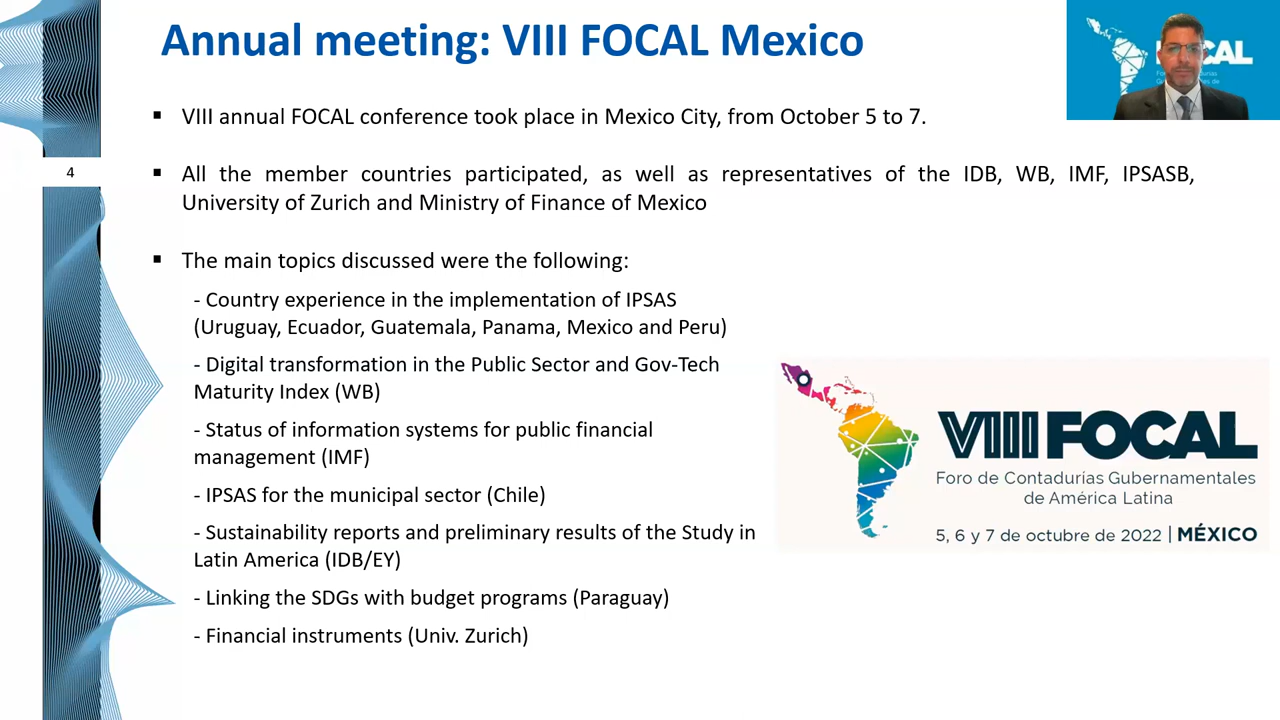 Annual meeting: VIII FOCAL Mexico
▪ VIII annual FOCAL conference took place in Mexico City, from October 5 to 7.
4
▪ All the member countries participated, as well as representatives of the IDB, WB, IMF, IPSASB,
University of Zurich and Ministry of Finance of Mexico
▪ The main topics discussed were the following:
- Country experience in the implementation of IPSAS
(Uruguay, Ecuador, Guatemala, Panama, Mexico and Peru)
- Digital transformation in the Public Sector and Gov-Tech
Maturity Index (WB)
- Status of information systems for public financial
management (IMF)
- IPSAS for the municipal sector (Chile)
- Sustainability reports and preliminary results of the Study in
Latin America (IDB/EY)
- Linking the SDGs with budget programs (Paraguay)
- Financial instruments (Univ. Zurich)
VIII FOCAL
Foro de Contadurías Gubernamentales
de América Latina
5, 6 y 7 de octubre de 2022 | MÉXICO